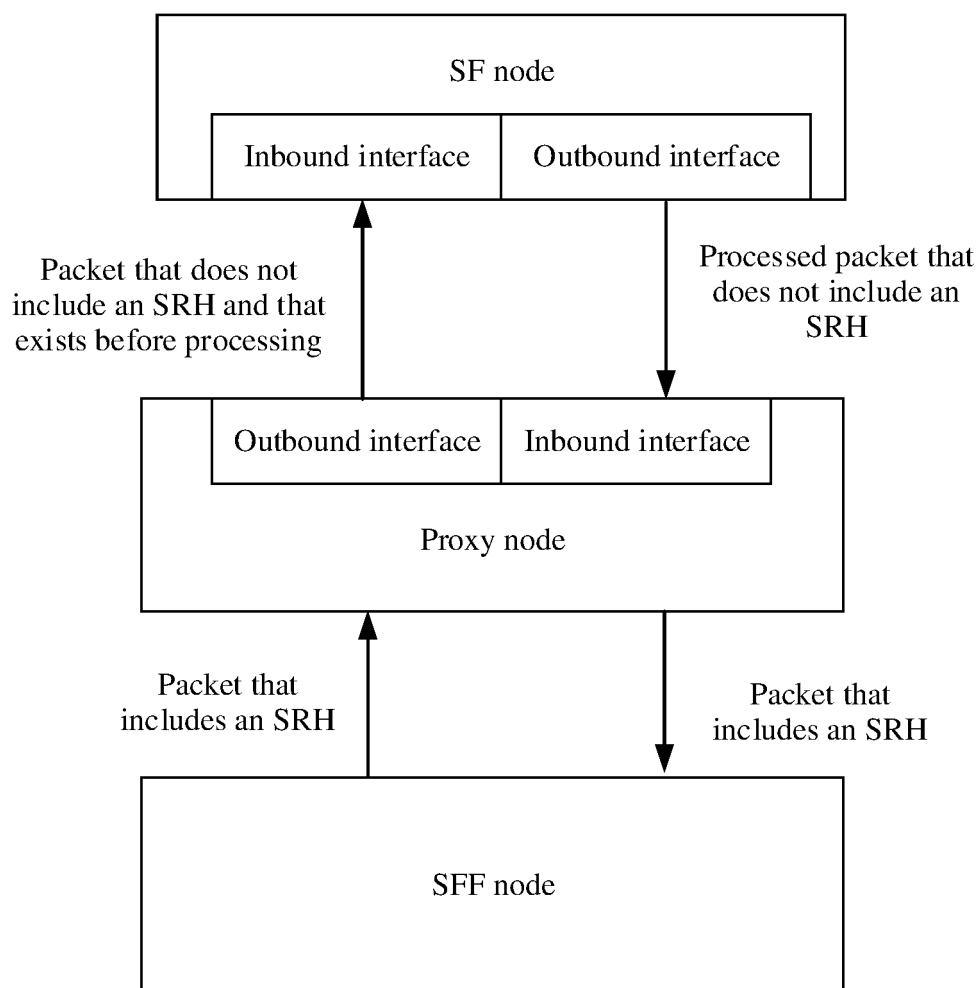 SF node
Inbound interface
Outbound interface
Packet that does not
include an SRH and that
exists before processing
Processed packet that
does not include an
SRH
Outbound interface
Inbound interface
Proxy node
Packet that
includes an SRH
Packet that
includes an SRH
SFF node